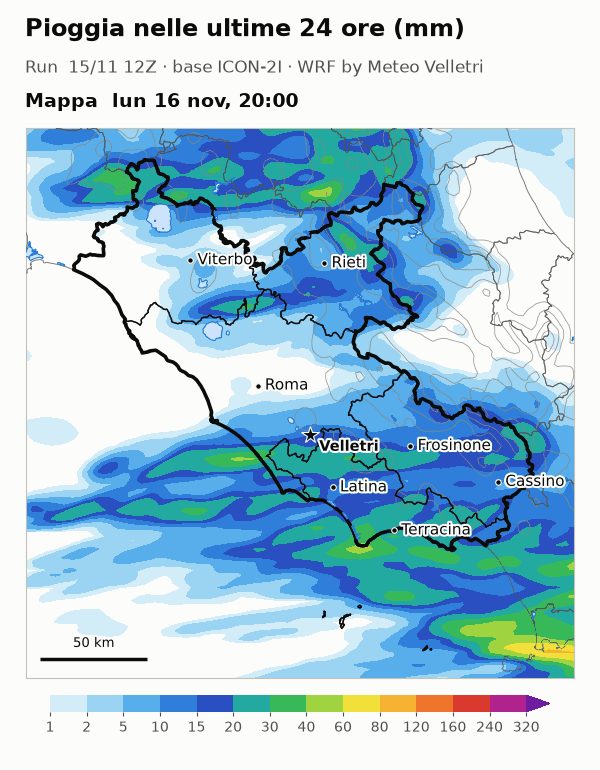 Pioggia nelle ultime 24 ore (mm)
Run 15/11 12Z · base ICON-2I · WRF by Meteo Velletri
Mappa lun 16 nov, 20:00
Viterbo
Rieti
Roma
Velletri
Frosinone
Latina
Cassino
Terracina
50 km
1 2 5 10 15 20 30 40 60 80 120 160 240 320